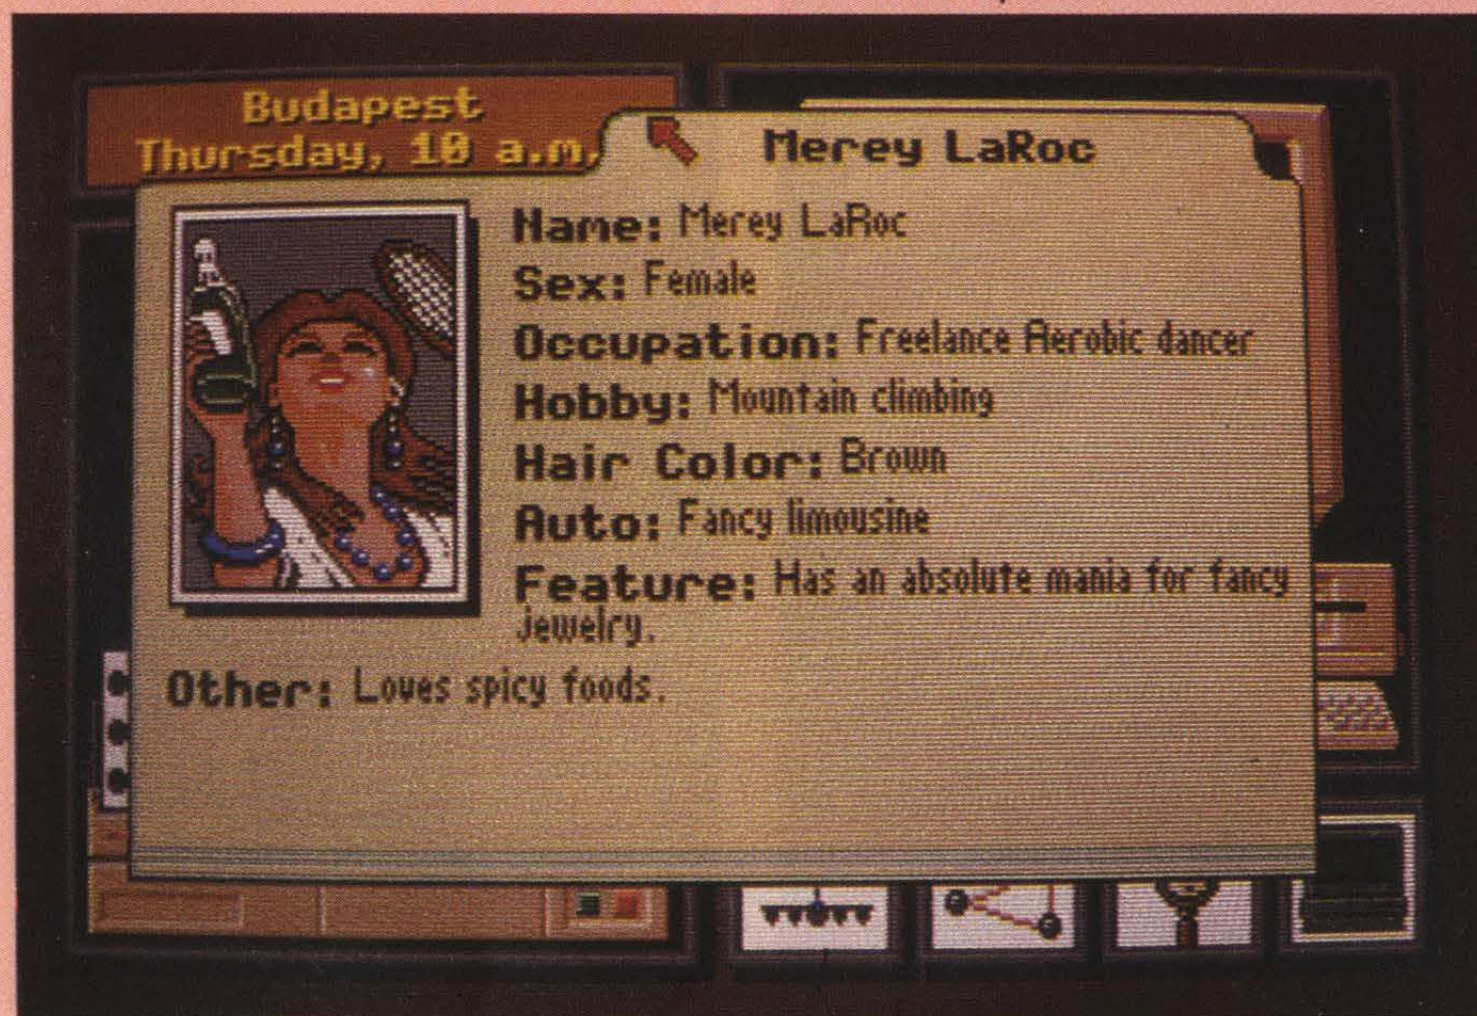 Budapest
Thursday, 10 a.m.
Merey LaRoc
Name: Merey LaRoc
Sex: Female
Occupation: Freelance Aerobic dancer
Hobby: Mountain climbing
Hair Color: Brown
Auto: Fancy limousine
Feature: Has an absolute mania for fancy
jewelry.
Other: Loves spicy foods.